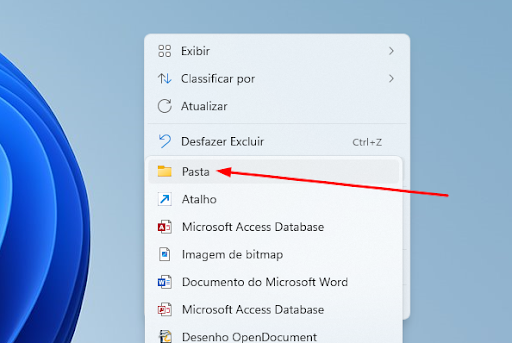 Exibir
Classificar por
Atualizar
Desfazer Excluir Ctrl+Z
Pasta
Atalho
Microsoft Access Database
Imagem de bitmap
Documento do Microsoft Word
Microsoft Access Database
Desenho OpenDocument